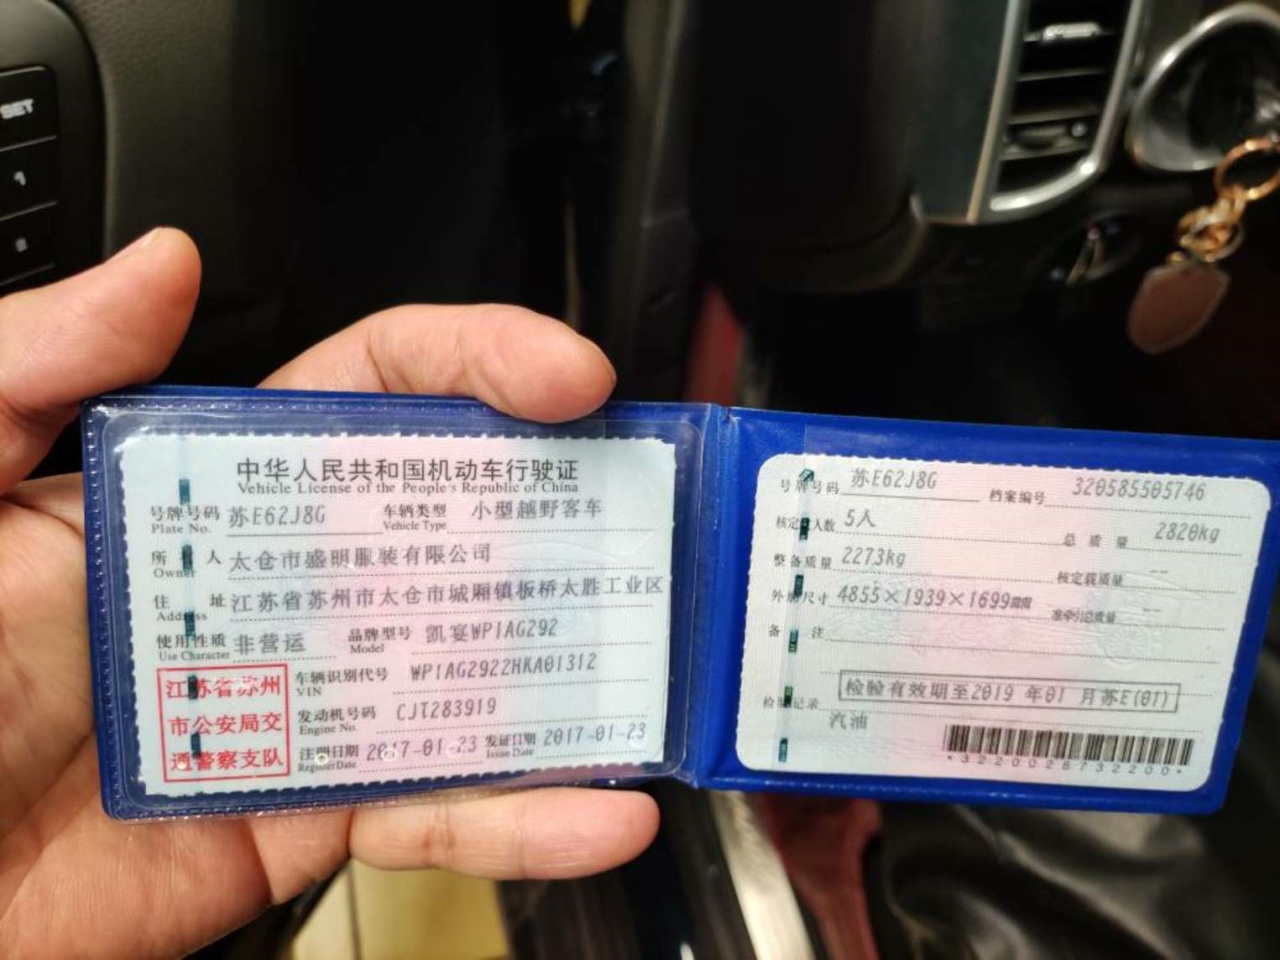 SET
1
2
中华人民共和国机动车行驶证
Vehicle License of the People's Republic of China
号牌号码 苏E62J8G 车辆类型 小型越野客车
Plate No. Vehicle Type
所 人 太仓市盛明服装有限公司
Owner
住 址 江苏省苏州市太仓市城厢镇板桥太胜工业区
Address
使用性质 非营运 品牌型号 凯宴WP1AG292
Use Character Model
江苏省苏州
市公安局交
通警察支队
车辆识别代号 WP1AG2922HKA01312
VIN
发动机号码 CJT283919
Engine No.
注册日期 2017-01-23 发证日期 2017-01-23
Register Date Issue Date
号牌号码 苏E62J8G 档案编号 320585505746
核定人数 5人 总质量 2820kg
整备质量 2273kg 核定载质量 --
外廓尺寸 4855×1939×1699 准牵引总质量 --
备 注
检验有效期至2019 年01 月苏E(01)
检验记录
汽油
*3220028732200*